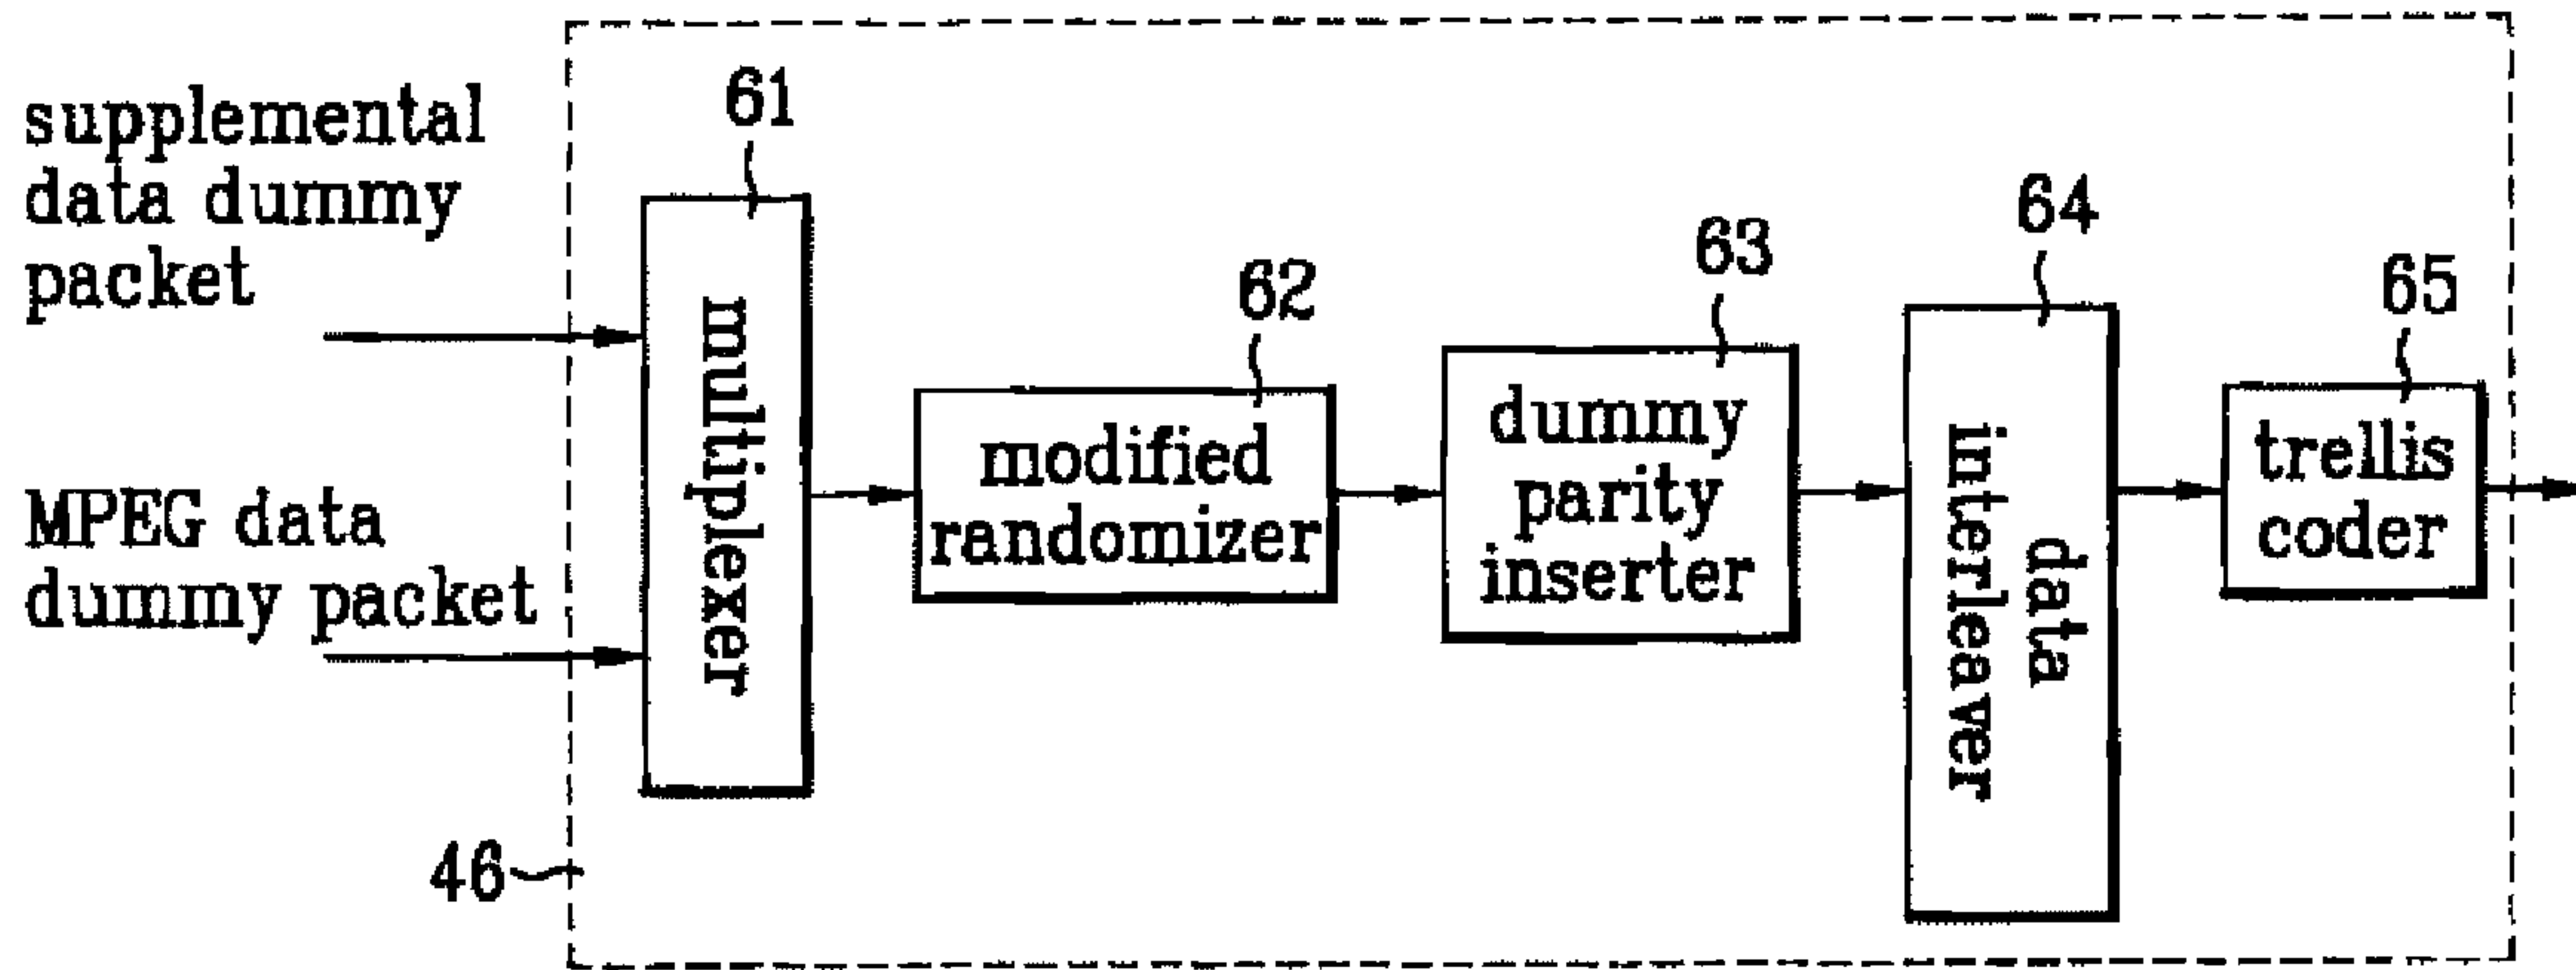 supplemental
data dummy
packet
MPEG data
dummy packet
46
61
multiplexer
62
modified
randomizer
63
dummy
parity
inserter
64
data
interleaver
65
trellis
coder